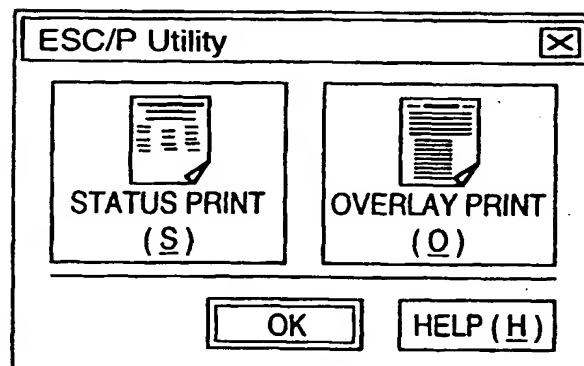 ESC/P Utility
STATUS PRINT
(S)
OVERLAY PRINT
(O)
OK
HELP (H)